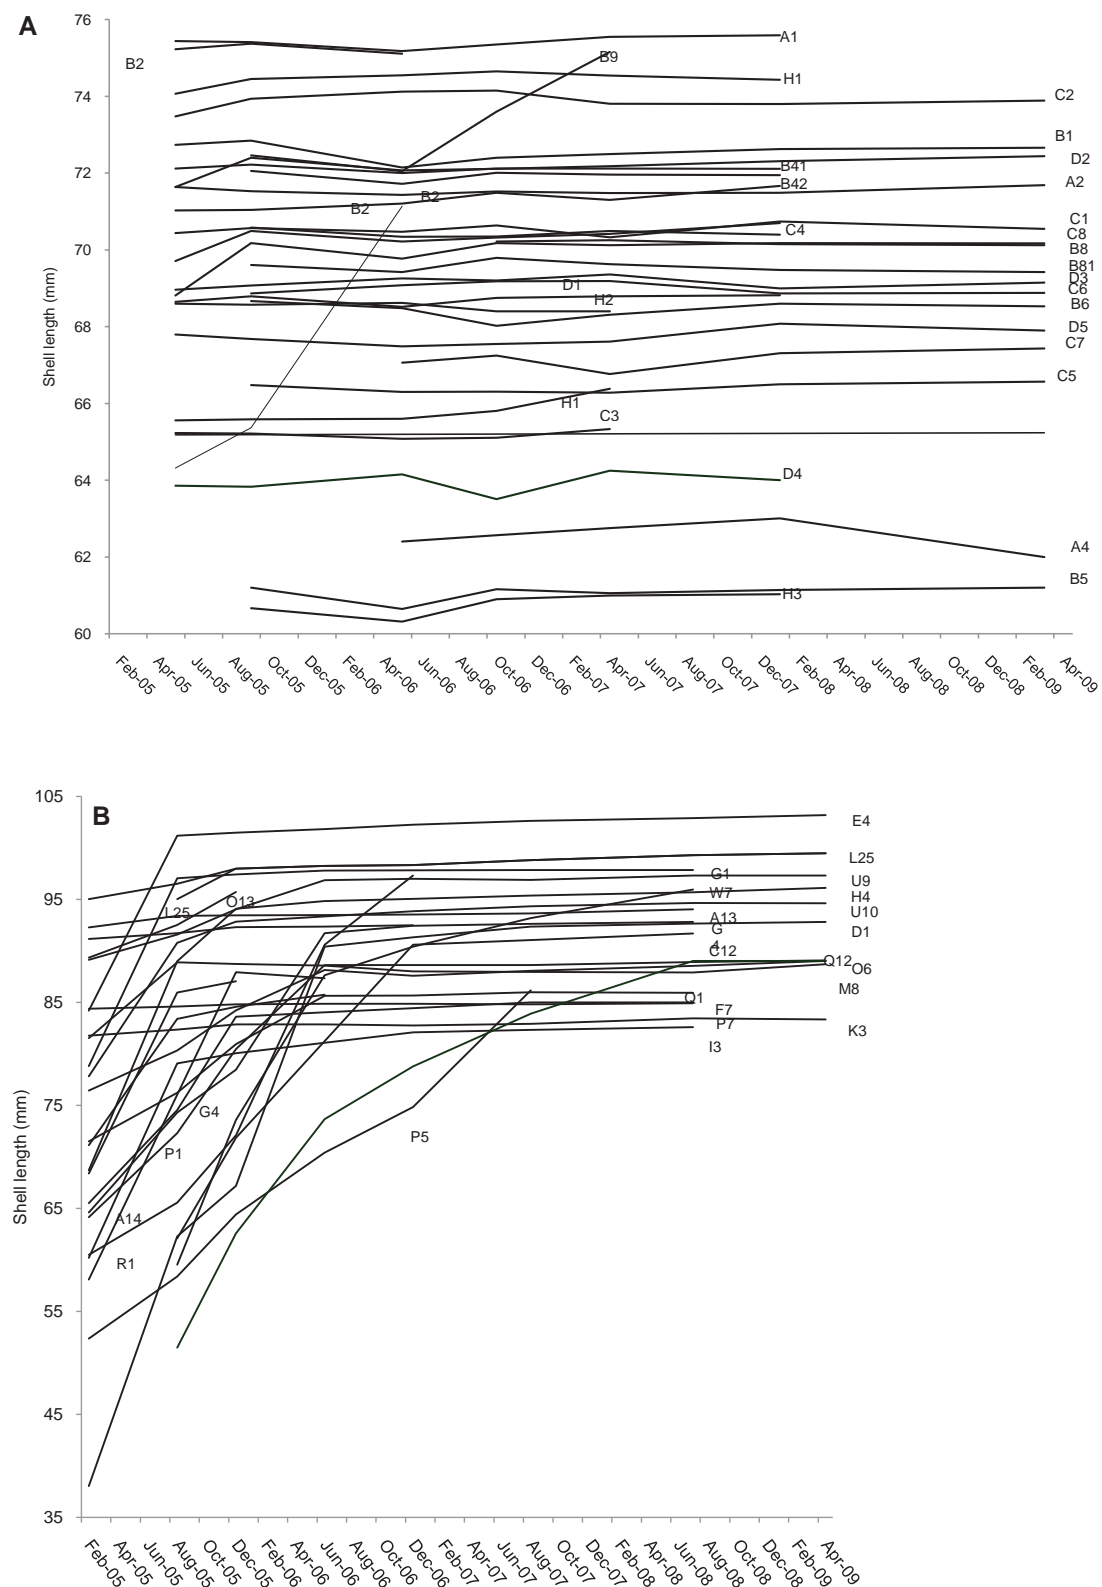 A
76
A1
B9
B2
H1
74
C2
B1
D2
72
B41
A2
B42
B2
B2
C1
C4
C8
70
B8
B81
D3
D1
C6
H2
B6
68
D5
C7
C5
66
H1
C3
64
D4
62
A4
B5
H3
60
Shell length (mm)
Feb-05 Apr-05 Jun-05 Aug-05 Oct-05 Dec-05 Feb-06 Apr-06 Jun-06 Aug-06 Oct-06 Dec-06 Feb-07 Apr-07 Jun-07 Aug-07 Dec-07 Feb-08 Apr-08 Jun-08 Aug-08 Oct-08 Dec-08 Feb-09 Apr-09
105
B
E4
L25
G1
U9
95
W7
H4
O13
L25
U10
A13
G
D1
4
C12
Q12
O6
M8
85
Q1
F7
P7
K3
I3
75
G4
P5
P1
65
A14
R1
55
45
35
Shell length (mm)
Feb-05 Apr-05 Jun-05 Aug-05 Oct-05 Dec-05 Feb-06 Apr-06 Jun-06 Aug-06 Oct-06 Dec-06 Feb-07 Apr-07 Jun-07 Aug-07 Dec-07 Feb-08 Apr-08 Jun-08 Aug-08 Oct-08 Dec-08 Feb-09 Apr-09